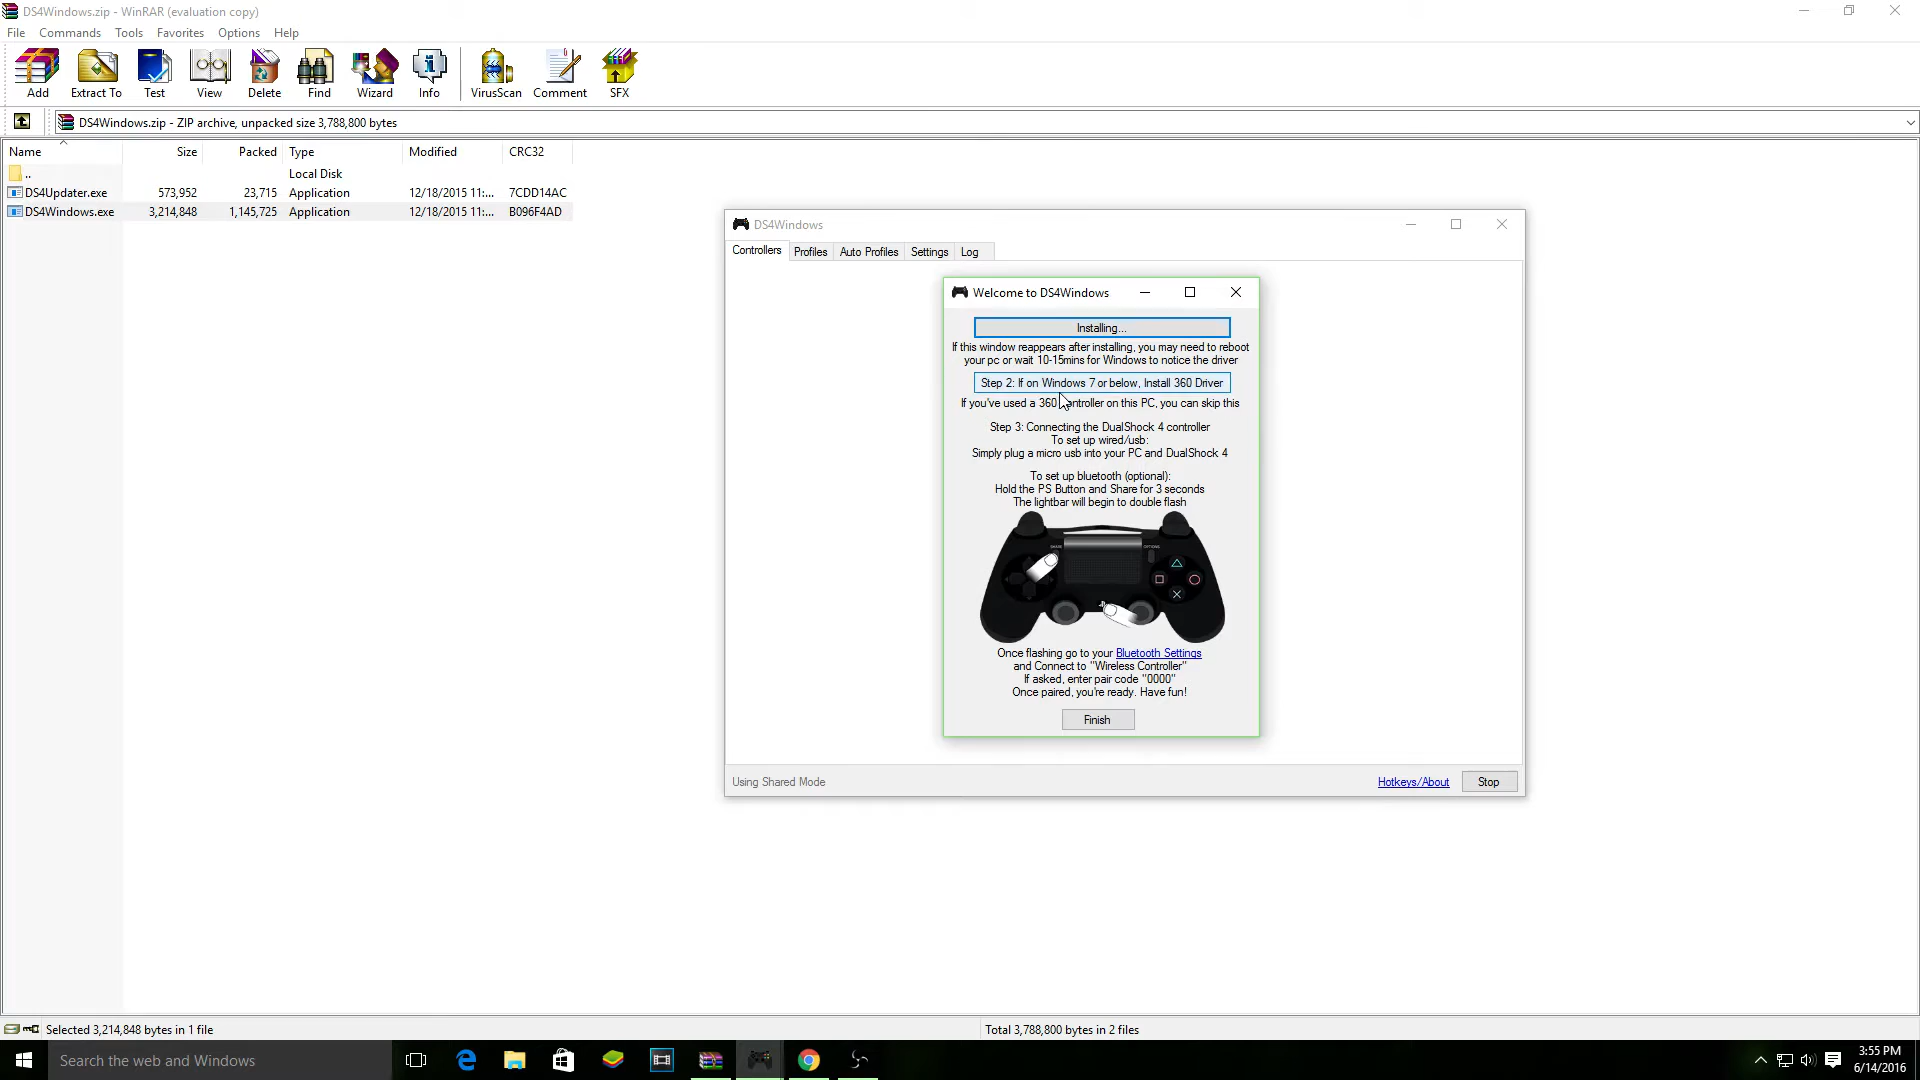 DS4Windows.zip - WinRAR (evaluation copy)
File Commands Tools Favorites Options Help
Add Extract To Test View Delete Find Wizard Info VirusScan Comment SFX
DS4Windows.zip - ZIP archive, unpacked size 3,788,800 bytes
Name Size Packed Type Modified CRC32
.. Local Disk
DS4Updater.exe 573,952 23,715 Application 12/18/2015 11:... 7CDD14AC
DS4Windows.exe 3,214,848 1,145,725 Application 12/18/2015 11:... B096F4AD
DS4Windows
Controllers Profiles Auto Profiles Settings Log
Welcome to DS4Windows
Installing...
If this window reappears after installing, you may need to reboot
your pc or wait 10-15mins for Windows to notice the driver
Step 2: If on Windows 7 or below, Install 360 Driver
If you've used a 360 controller on this PC, you can skip this
Step 3: Connecting the DualShock 4 controller
To set up wired/usb:
Simply plug a micro usb into your PC and DualShock 4
To set up bluetooth (optional):
Hold the PS Button and Share for 3 seconds
The lightbar will begin to double flash
SHARE OPTIONS
Once flashing go to your Bluetooth Settings
and Connect to "Wireless Controller"
If asked, enter pair code "0000"
Once paired, you're ready. Have fun!
Finish
Using Shared Mode Hotkeys/About Stop
Selected 3,214,848 bytes in 1 file Total 3,788,800 bytes in 2 files
Search the web and Windows
3:55 PM
6/14/2016